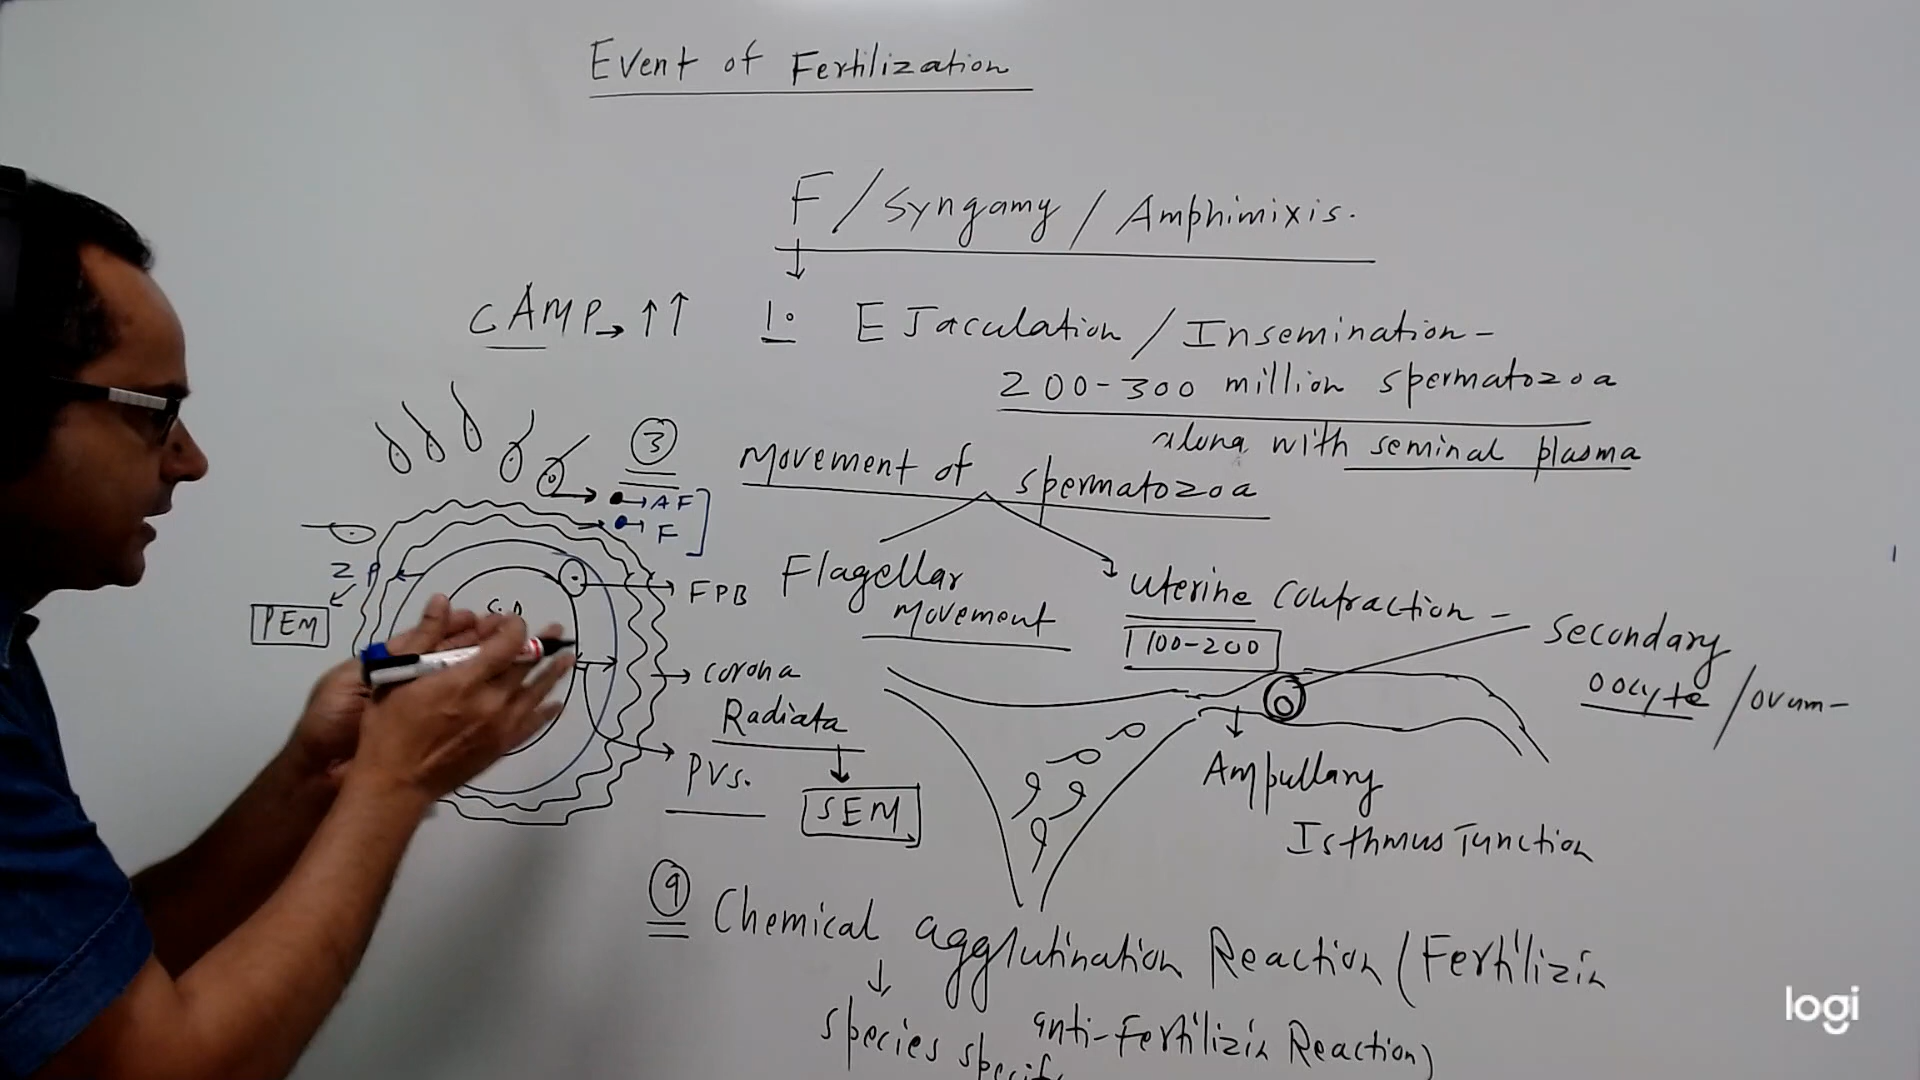 Event of Fertilization
F / Syngamy / Amphimixis.
cAMP → ↑↑
1. EJaculation / Insemination -
200-300 million spermatozoa
along with seminal plasma
3
movement of spermatozoa
AF
F
Z P
PEM
FPB
Flagellar
movement
uterine contraction -
100-200
secondary
oocyte / ovum -
corona
Radiata
PVS.
SEM
Ampullary
Isthmus Junction
9 Chemical agglutination Reaction (Fertilizin
anti-Fertilizin Reaction)
species
logi